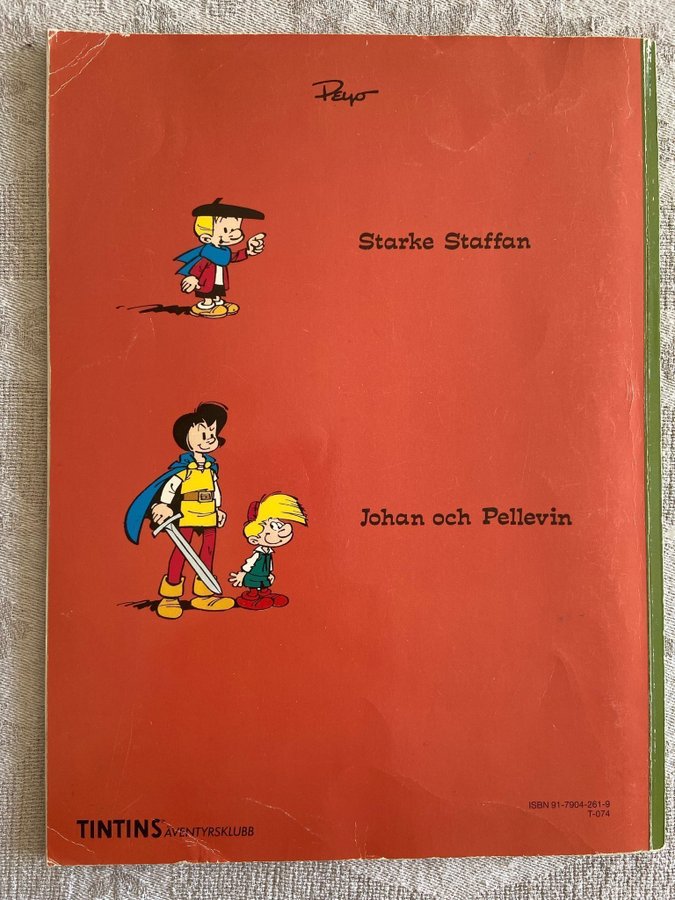 Peyo
Starke Staffan
Johan och Pellevin
ISBN 91-7904-261-9
T-074
TINTINS ÄVENTYRSKLUBB